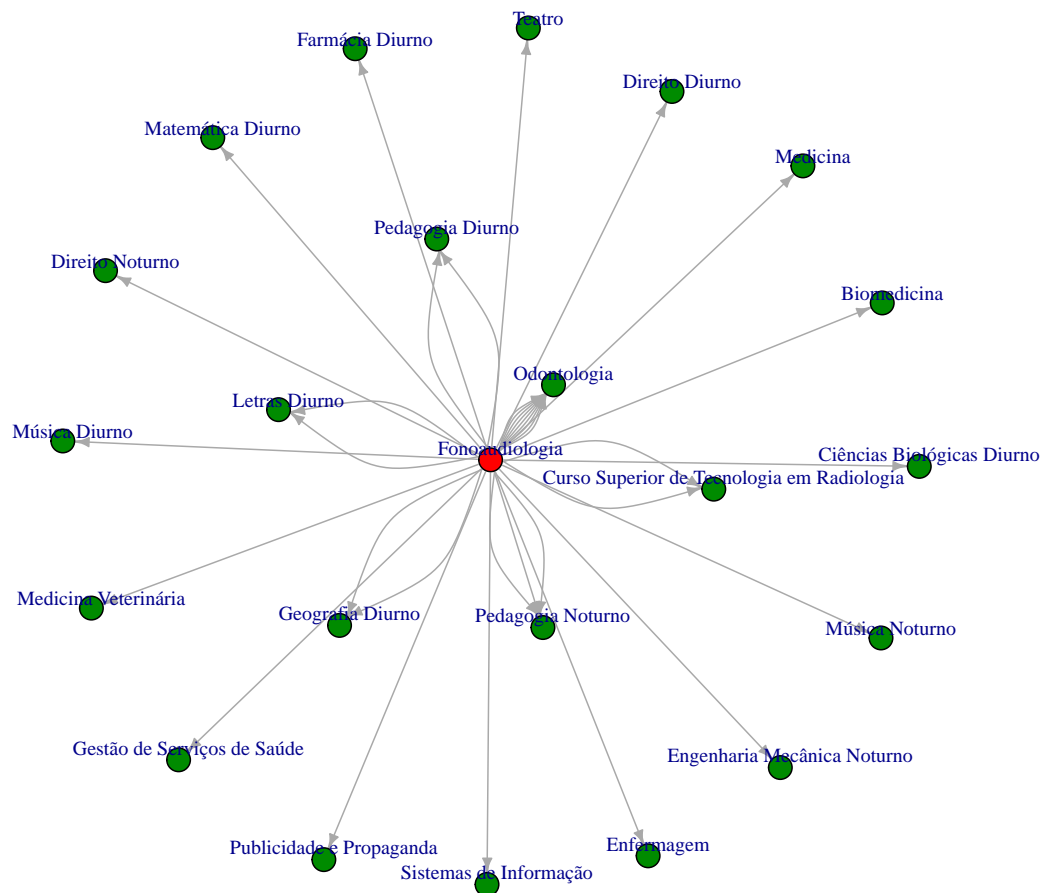 Teatro
Farmácia Diurno
Direito Diurno
Matemática Diurno
Medicina
Pedagogia Diurno
Direito Noturno
Biomedicina
Odontologia
Letras Diurno
Música Diurno
Fonoaudiologia
Ciências Biológicas Diurno
Curso Superior de Tecnologia em Radiologia
Medicina Veterinária
Geografia Diurno
Pedagogia Noturno
Música Noturno
Gestão de Serviços de Saúde
Engenharia Mecânica Noturno
Publicidade e Propaganda
Enfermagem
Sistemas de Informação